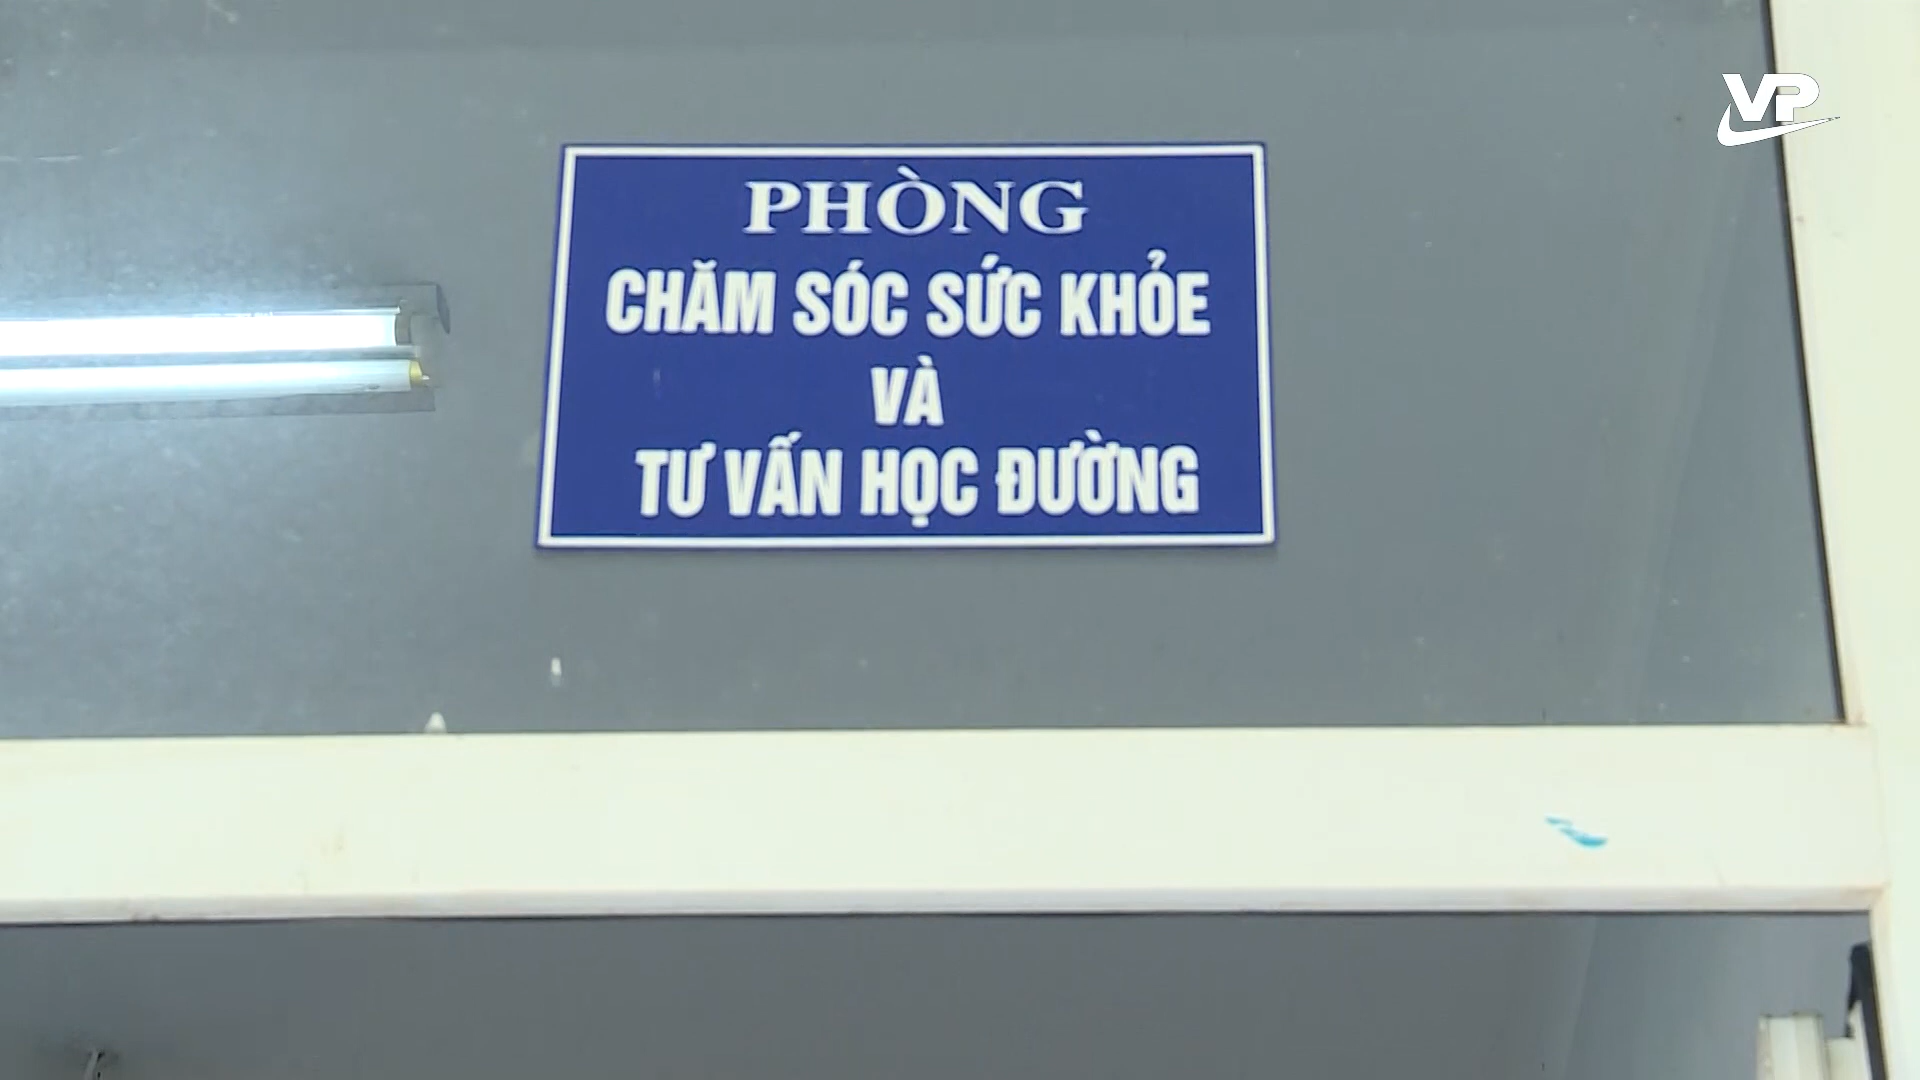 VP
PHÒNG
CHĂM SÓC SỨC KHỎE
VÀ
TƯ VẤN HỌC ĐƯỜNG